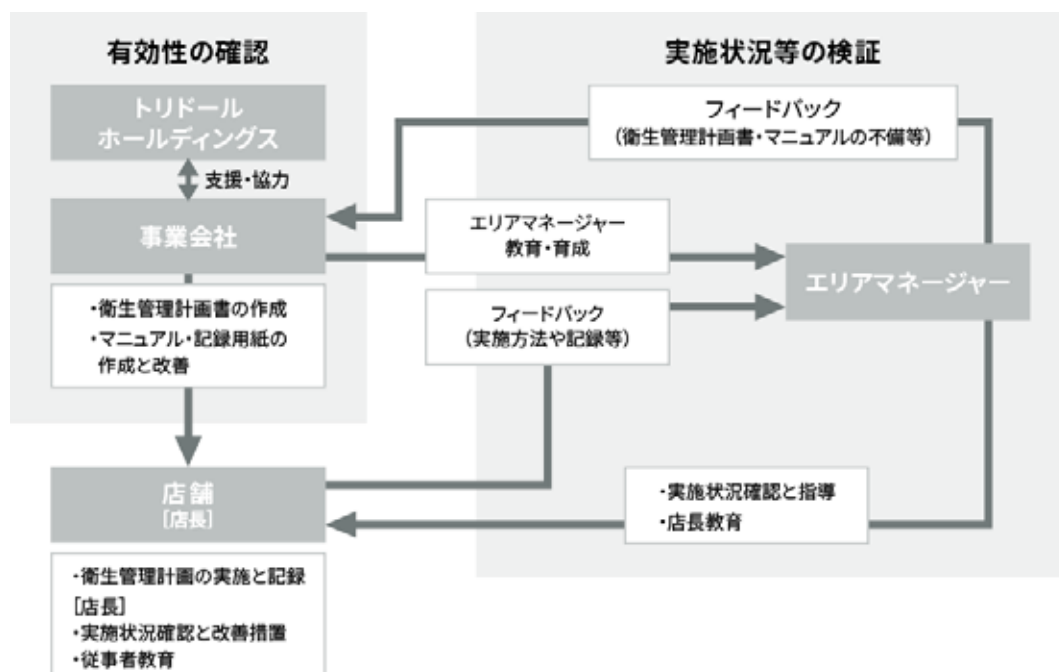 有効性の確認
トリドール
ホールディングス
支援・協力
事業会社
・衛生管理計画書の作成
・マニュアル・記録用紙の
作成と改善
店舗
[店長]
・衛生管理計画の実施と記録
[店長]
・実施状況確認と改善措置
・従事者教育
実施状況等の検証
フィードバック
（衛生管理計画書・マニュアルの不備等）
エリアマネージャー
教育・育成
フィードバック
（実施方法や記録等）
エリアマネージャー
・実施状況確認と指導
・店長教育